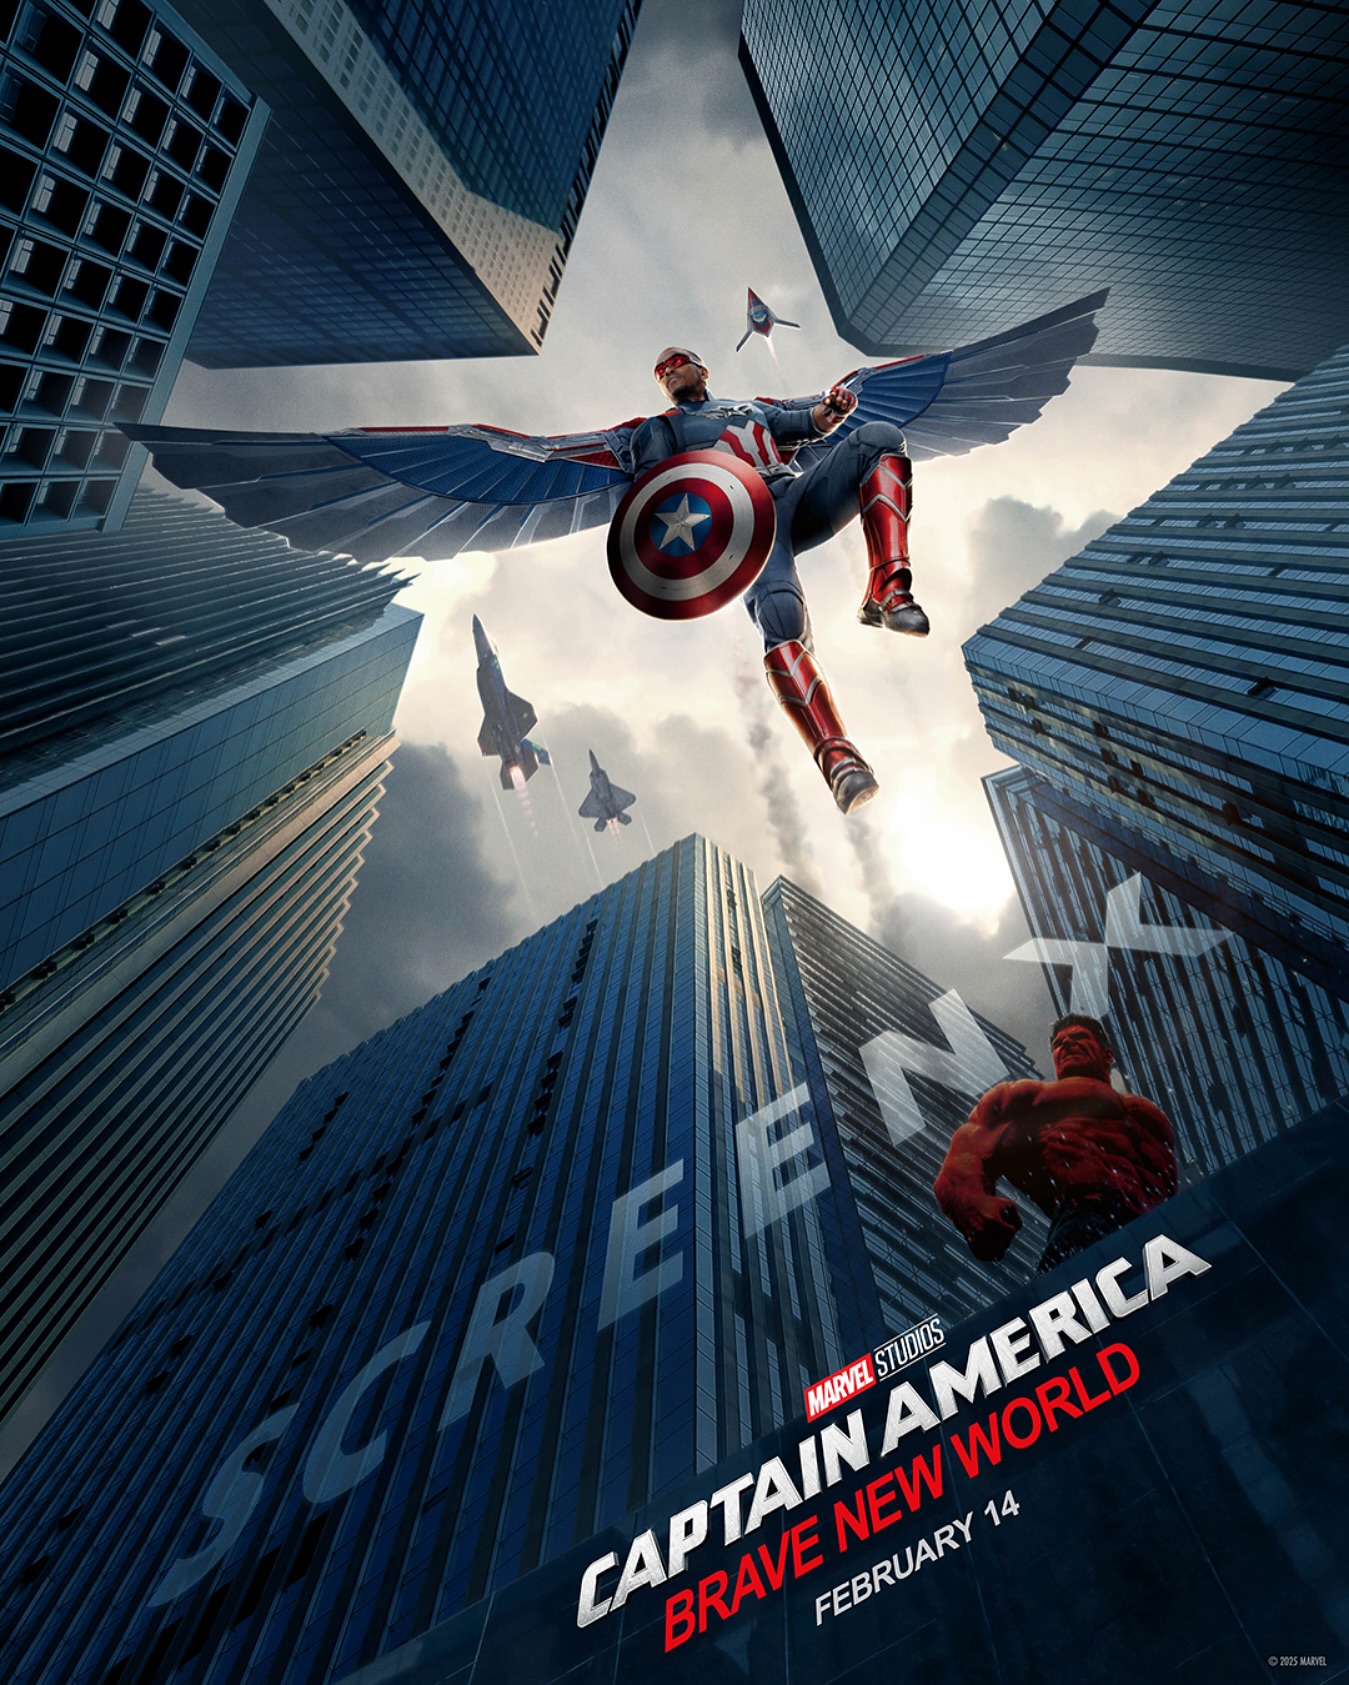 SCREENX
MARVEL STUDIOS
CAPTAIN AMERICA
BRAVE NEW WORLD
FEBRUARY 14
© 2025 MARVEL